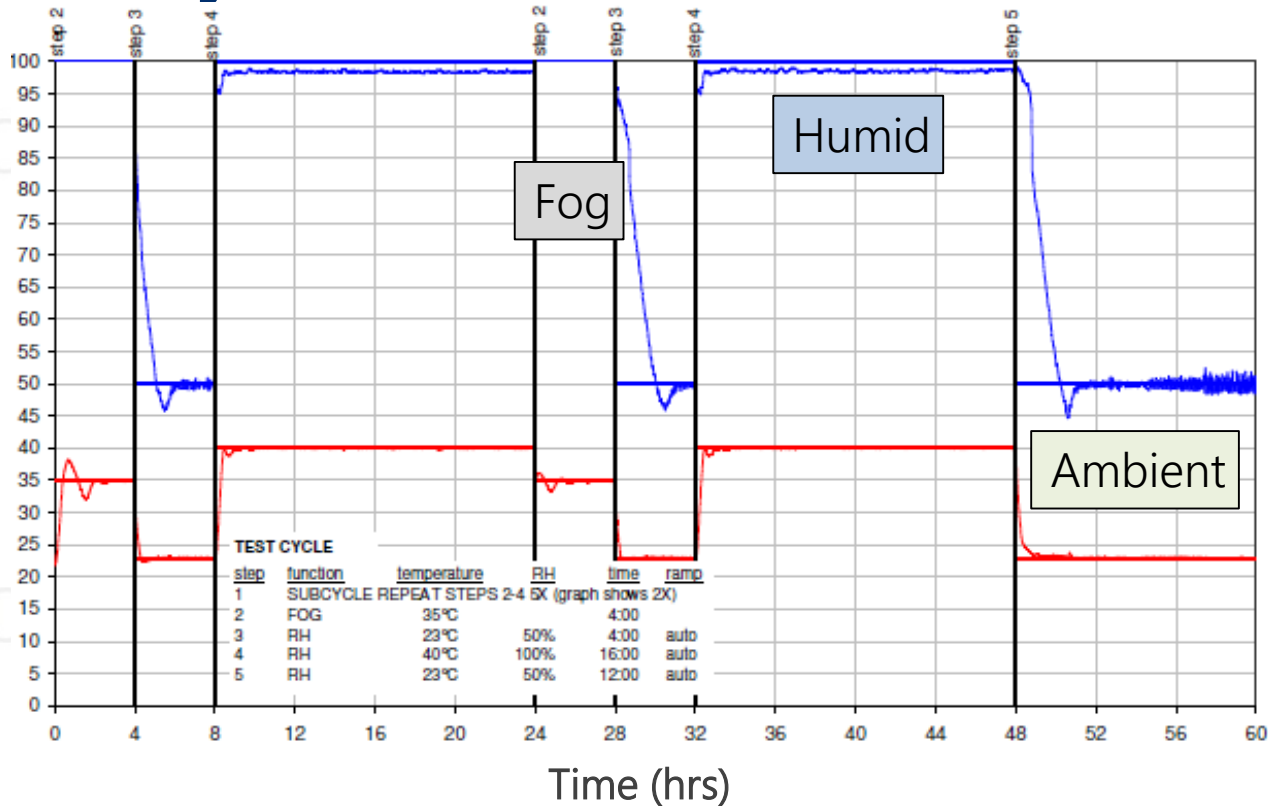 step 2
step 3
step 4
step 2
step 3
step 4
step 5
100
95
90
85
80
75
70
65
60
55
50
45
40
35
30
25
20
15
10
5
0
Humid
Fog
Ambient
TEST CYCLE
step function temperature RH time ramp
1 SUBCYCLE REPEAT STEPS 2-4 5X (graph shows 2X)
2 FOG 35°C 4:00
3 RH 23°C 50% 4:00 auto
4 RH 40°C 100% 16:00 auto
5 RH 23°C 50% 12:00 auto
0 4 8 12 16 20 24 28 32 36 40 44 48 52 56 60
Time (hrs)